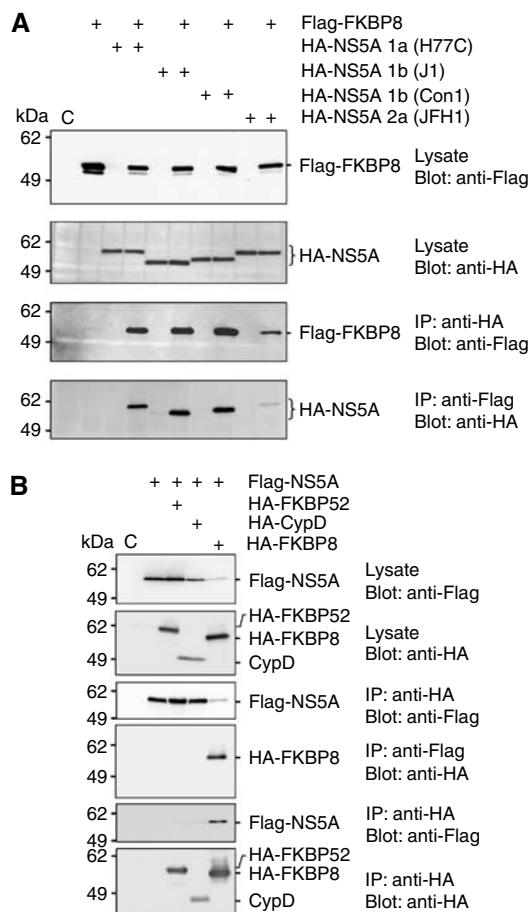 A
+ + + + + Flag-FKBP8
+ + HA-NS5A 1a (H77C)
+ + HA-NS5A 1b (J1)
+ + HA-NS5A 1b (Con1)
kDa C + + HA-NS5A 2a (JFH1)
62
49
Flag-FKBP8
Lysate
Blot: anti-Flag
62
49
HA-NS5A
Lysate
Blot: anti-HA
62
49
Flag-FKBP8
IP: anti-HA
Blot: anti-Flag
62
49
HA-NS5A
IP: anti-Flag
Blot: anti-HA
B
+ + + + Flag-NS5A
+ HA-FKBP52
+ HA-CypD
kDa C + HA-FKBP8
62
49
Flag-NS5A
Lysate
Blot: anti-Flag
62
49
HA-FKBP52
HA-FKBP8
CypD
Lysate
Blot: anti-HA
62
49
Flag-NS5A
IP: anti-HA
Blot: anti-Flag
62
49
HA-FKBP8
IP: anti-Flag
Blot: anti-HA
62
49
Flag-NS5A
IP: anti-HA
Blot: anti-Flag
62
49
HA-FKBP52
HA-FKBP8
CypD
IP: anti-HA
Blot: anti-HA